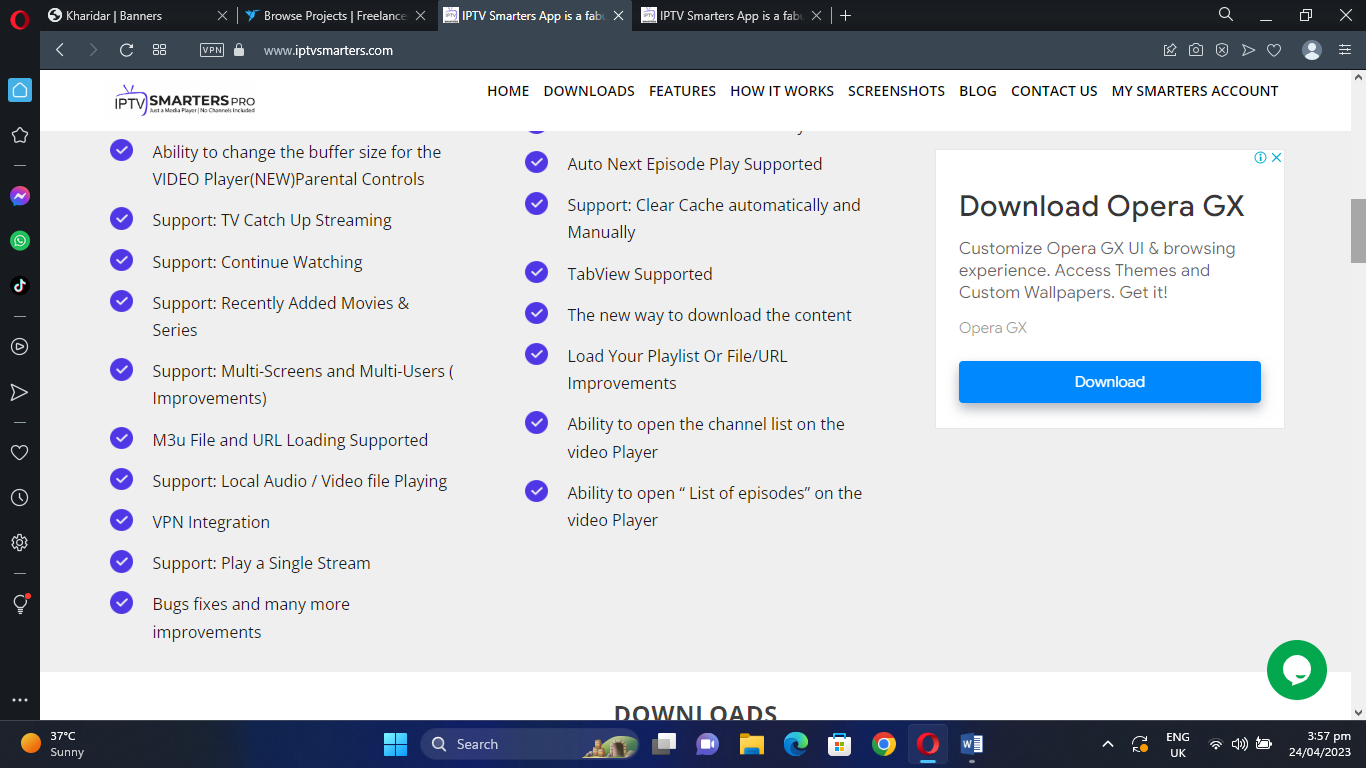 Kharidar | Banners
Browse Projects | Freelance
IPTV Smarters App is a fab
IPTV Smarters App is a fab
VPN
www.iptvsmarters.com
IPTV SMARTERS PRO
Just a Media Player | No Channels Included
HOME DOWNLOADS FEATURES HOW IT WORKS SCREENSHOTS BLOG CONTACT US MY SMARTERS ACCOUNT
Ability to change the buffer size for the
VIDEO Player(NEW)Parental Controls
Support: TV Catch Up Streaming
Support: Continue Watching
Support: Recently Added Movies &
Series
Support: Multi-Screens and Multi-Users (
Improvements)
M3u File and URL Loading Supported
Support: Local Audio / Video file Playing
VPN Integration
Support: Play a Single Stream
Bugs fixes and many more
improvements
Auto Next Episode Play Supported
Support: Clear Cache automatically and
Manually
TabView Supported
The new way to download the content
Load Your Playlist Or File/URL
Improvements
Ability to open the channel list on the
video Player
Ability to open “ List of episodes” on the
video Player
Download Opera GX
Customize Opera GX UI & browsing
experience. Access Themes and
Custom Wallpapers. Get it!
Opera GX
Download
DOWNLOADS
37°C
Sunny
Search
ENG
UK
3:57 pm
24/04/2023